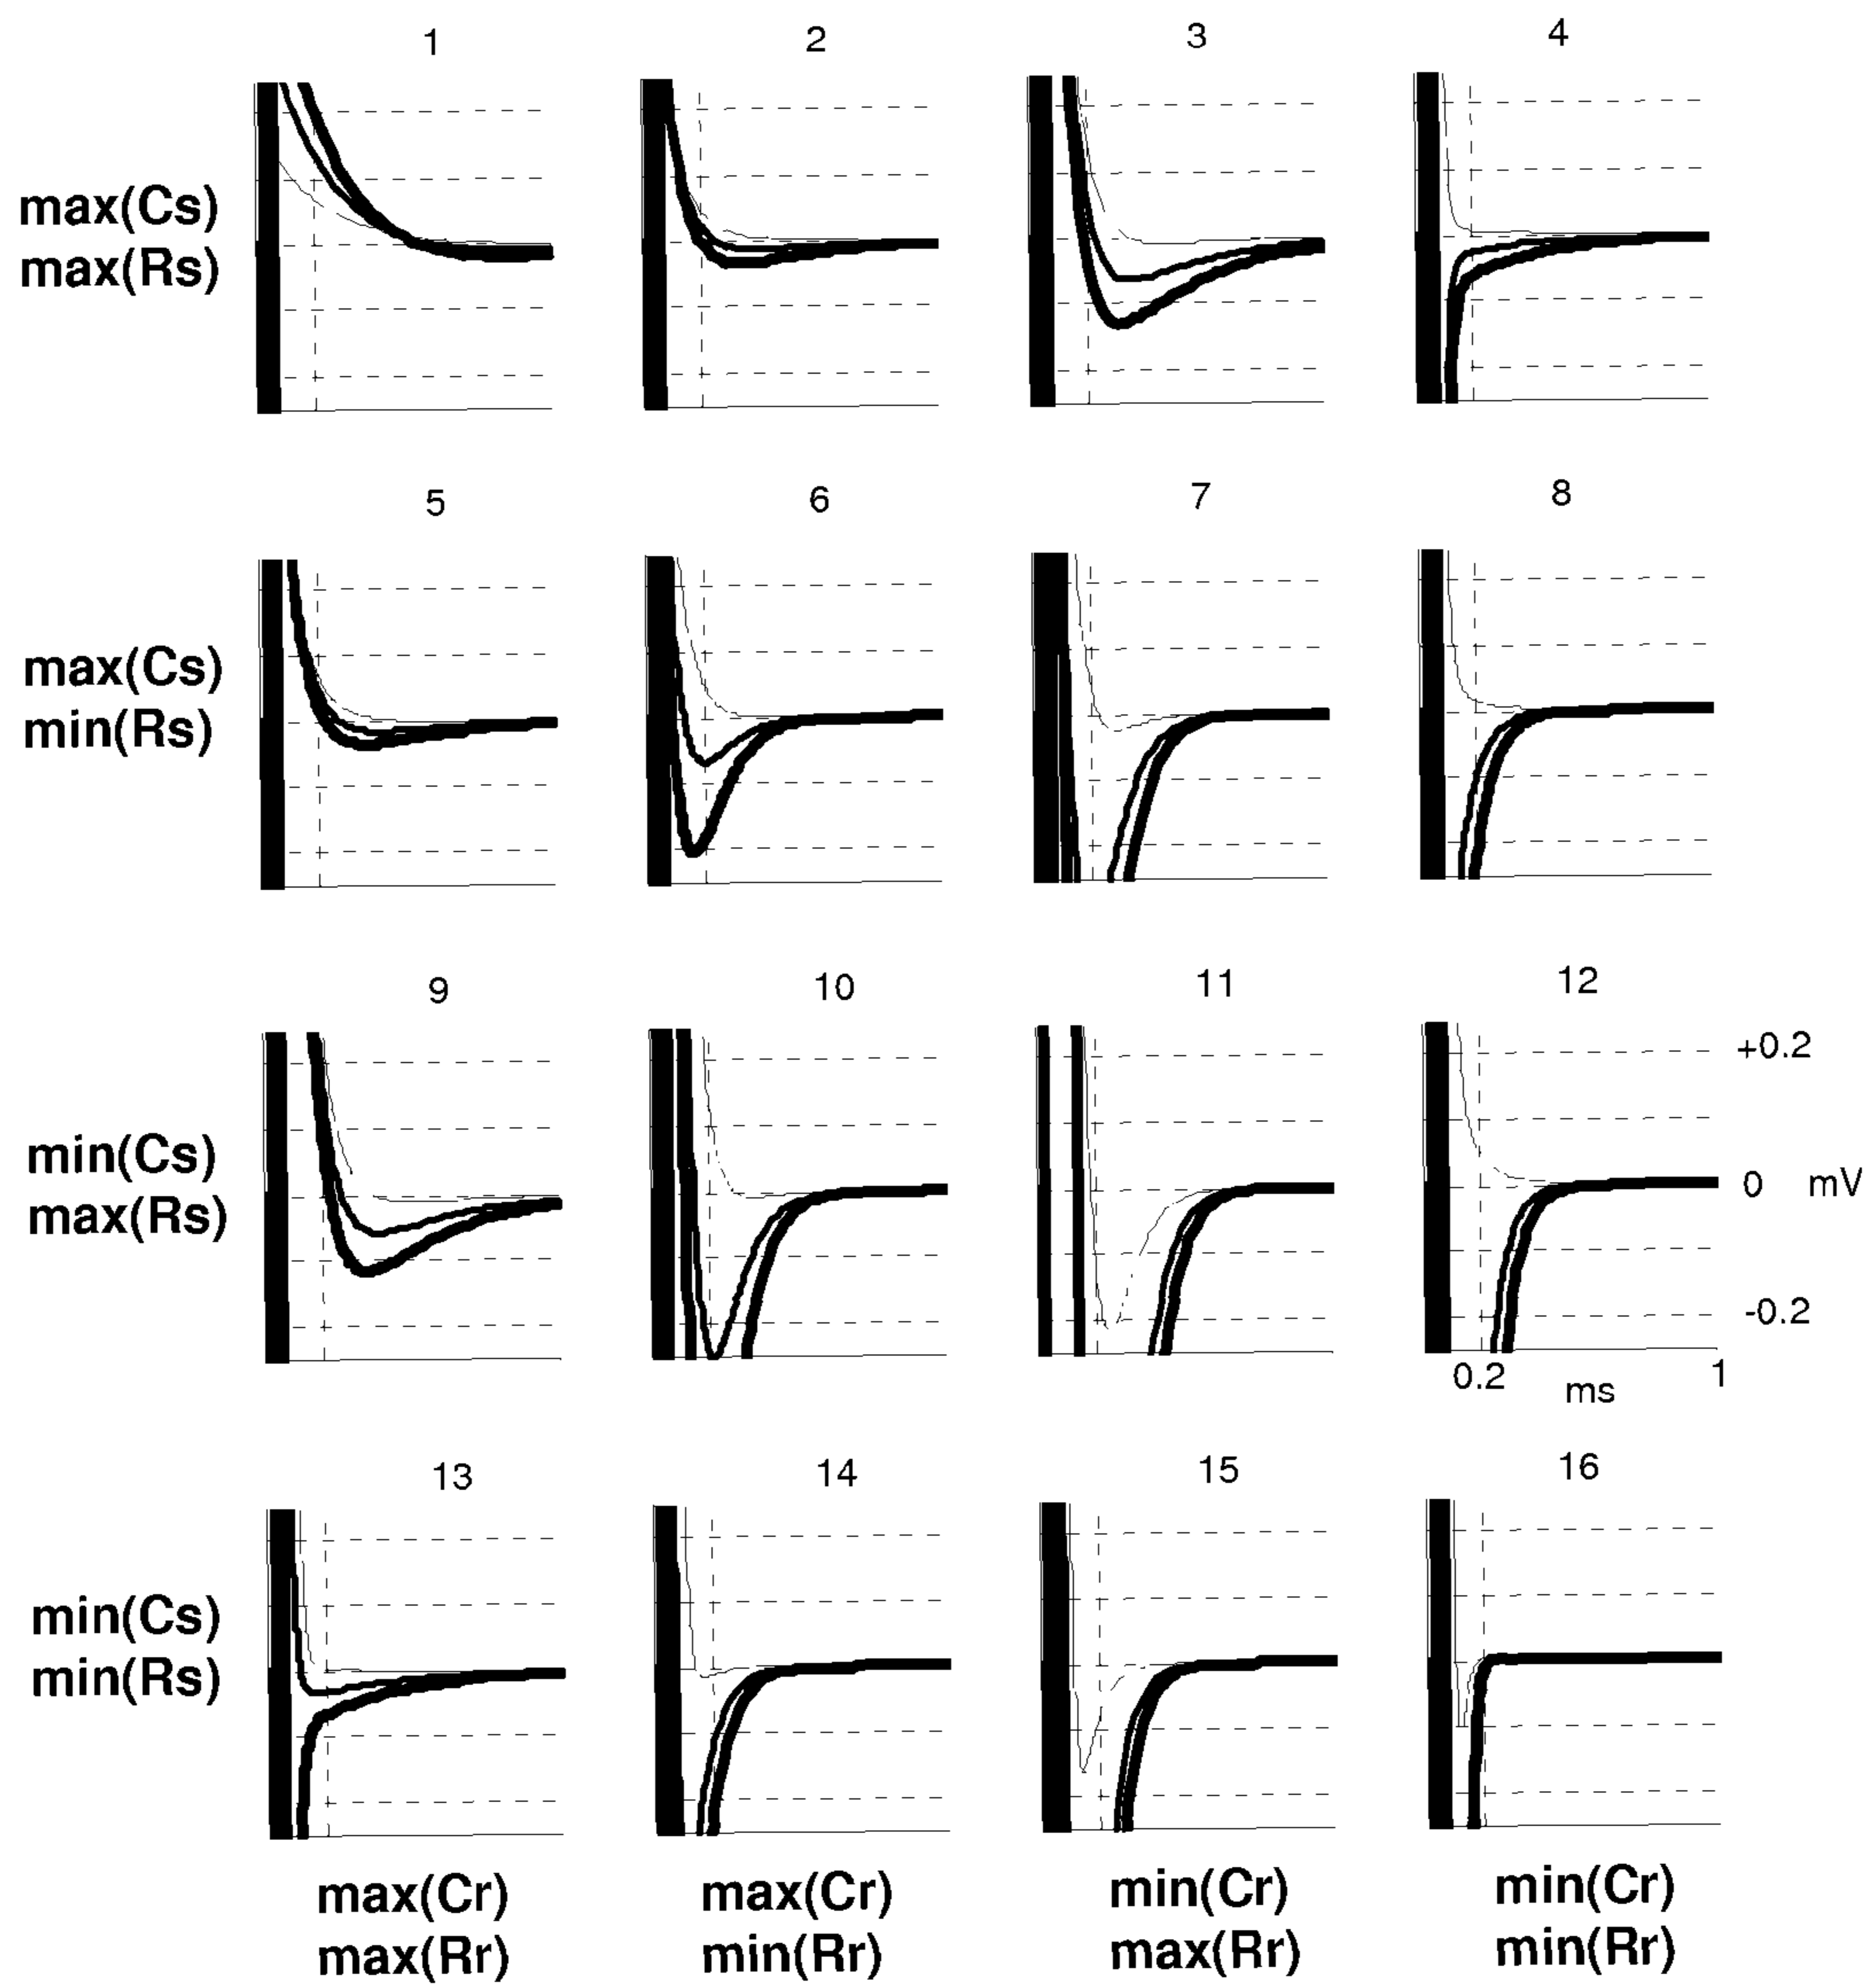 1 2 3 4
max(Cs)
max(Rs)
5 6 7 8
max(Cs)
min(Rs)
9 10 11 12
+0.2
min(Cs)
max(Rs)
0 mV
-0.2
0.2 ms 1
13 14 15 16
min(Cs)
min(Rs)
max(Cr) max(Cr) min(Cr) min(Cr)
max(Rr) min(Rr) max(Rr) min(Rr)